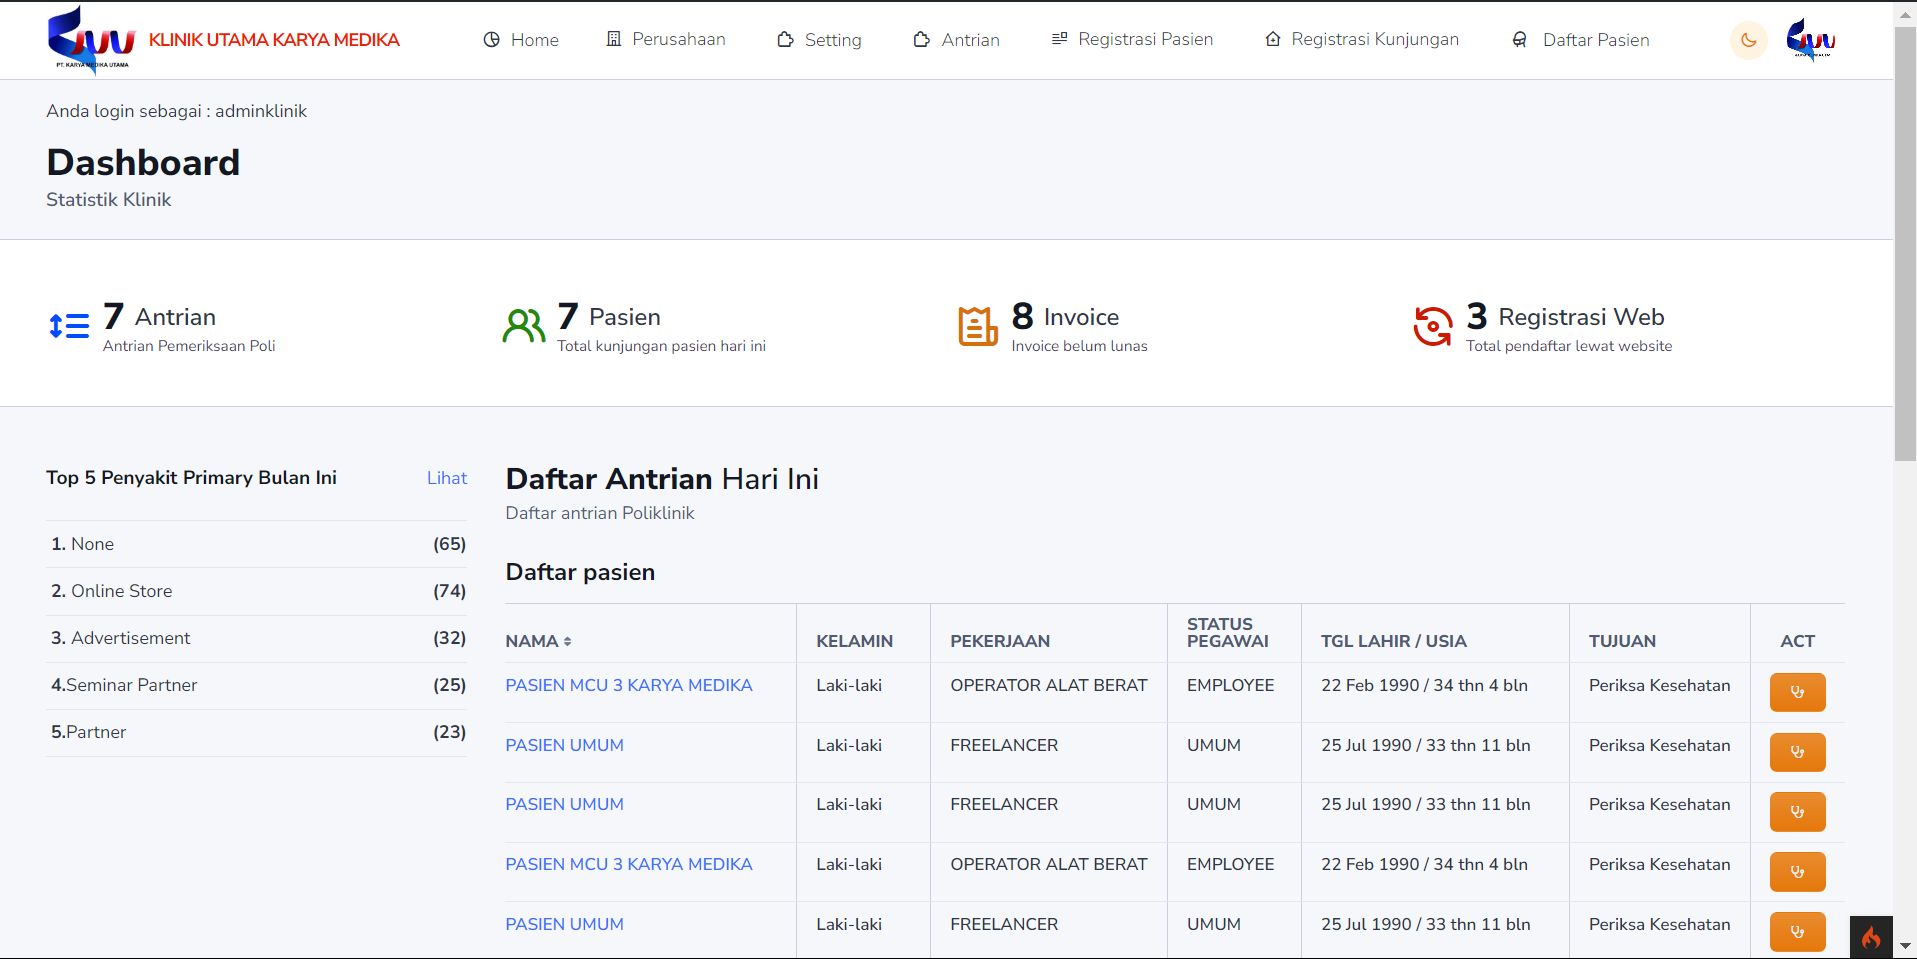 PT. KARYA MEDIKA UTAMA
KLINIK UTAMA KARYA MEDIKA
Home
Perusahaan
Setting
Antrian
Registrasi Pasien
Registrasi Kunjungan
Daftar Pasien
Anda login sebagai : adminklinik
Dashboard
Statistik Klinik
7 Antrian
Antrian Pemeriksaan Poli
7 Pasien
Total kunjungan pasien hari ini
8 Invoice
Invoice belum lunas
3 Registrasi Web
Total pendaftar lewat website
Top 5 Penyakit Primary Bulan Ini Lihat
1. None (65)
2. Online Store (74)
3. Advertisement (32)
4.Seminar Partner (25)
5.Partner (23)
Daftar Antrian Hari Ini
Daftar antrian Poliklinik
Daftar pasien
NAMA KELAMIN PEKERJAAN STATUS PEGAWAI TGL LAHIR / USIA TUJUAN ACT
PASIEN MCU 3 KARYA MEDIKA Laki-laki OPERATOR ALAT BERAT EMPLOYEE 22 Feb 1990 / 34 thn 4 bln Periksa Kesehatan
PASIEN UMUM Laki-laki FREELANCER UMUM 25 Jul 1990 / 33 thn 11 bln Periksa Kesehatan
PASIEN UMUM Laki-laki FREELANCER UMUM 25 Jul 1990 / 33 thn 11 bln Periksa Kesehatan
PASIEN MCU 3 KARYA MEDIKA Laki-laki OPERATOR ALAT BERAT EMPLOYEE 22 Feb 1990 / 34 thn 4 bln Periksa Kesehatan
PASIEN UMUM Laki-laki FREELANCER UMUM 25 Jul 1990 / 33 thn 11 bln Periksa Kesehatan